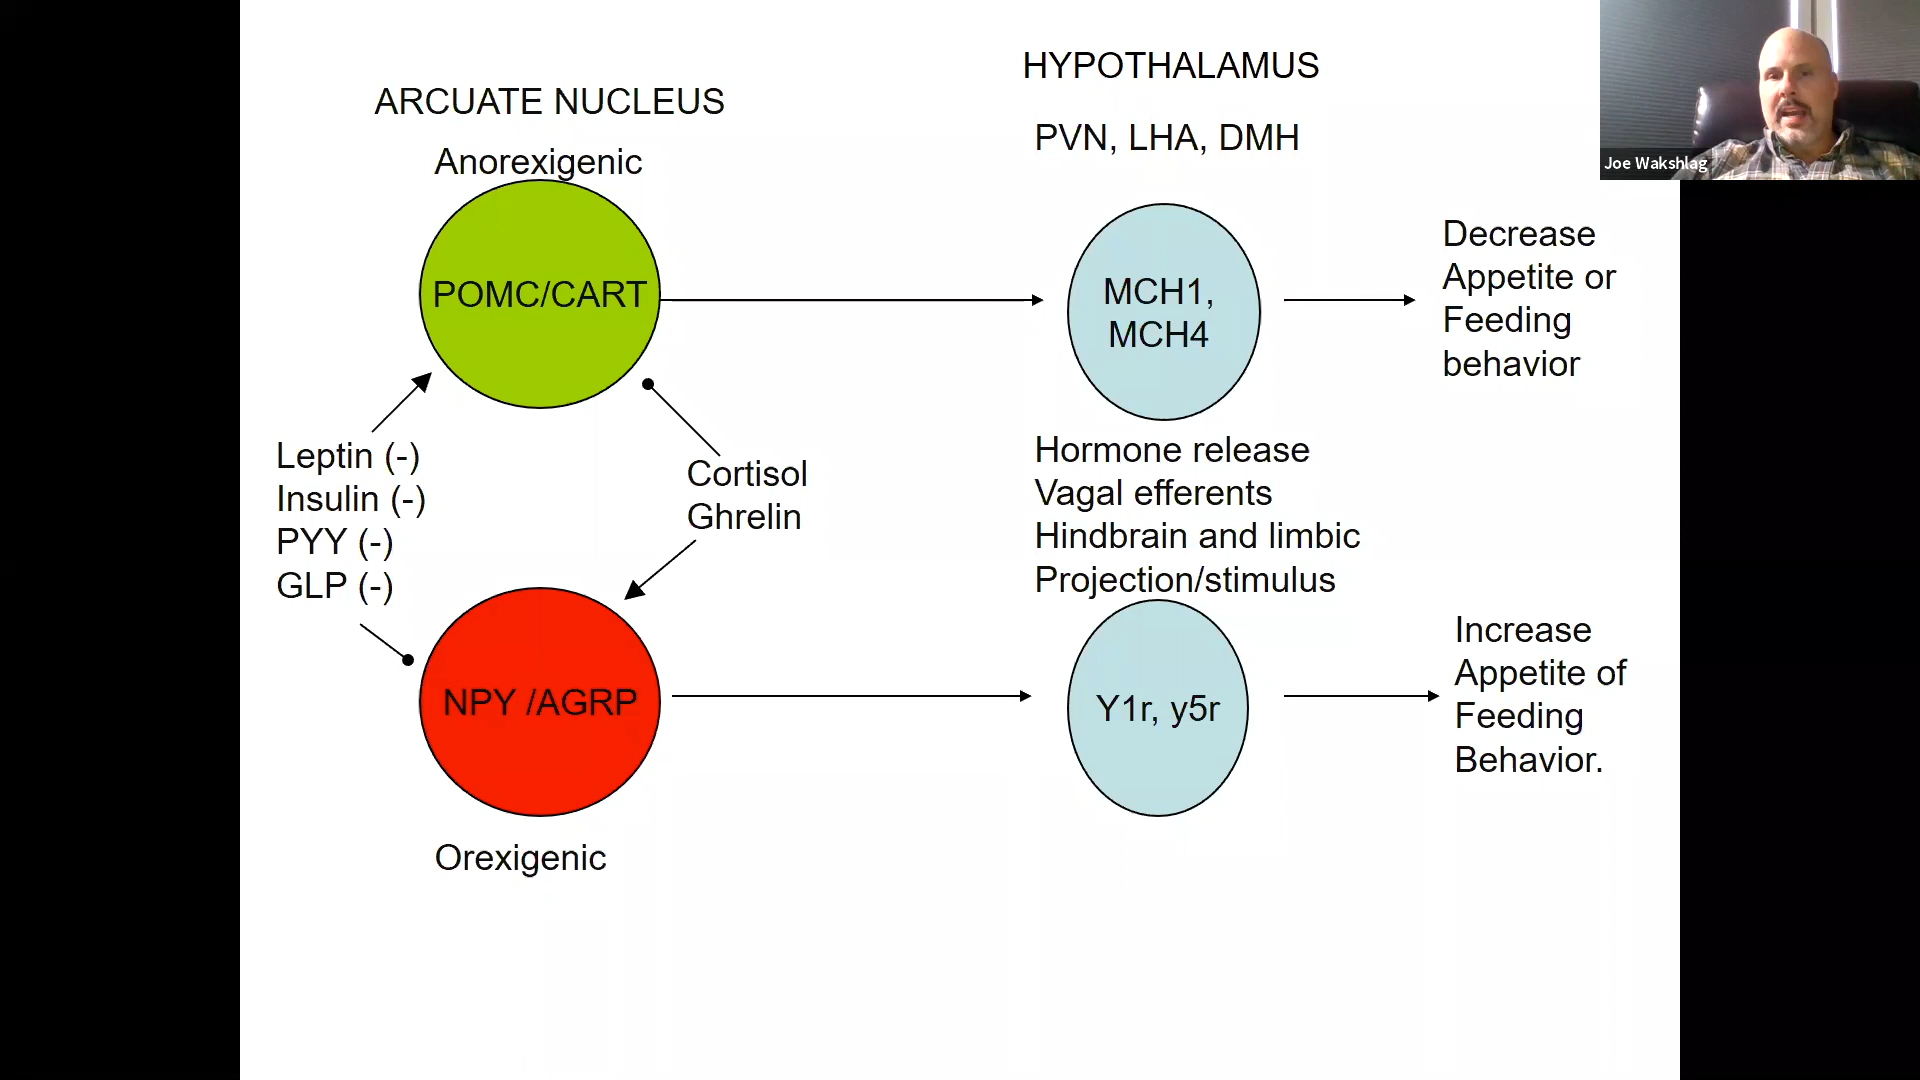 ARCUATE NUCLEUS
Anorexigenic
POMC/CART
Leptin (-)
Insulin (-)
PYY (-)
GLP (-)
Cortisol
Ghrelin
NPY /AGRP
Orexigenic
HYPOTHALAMUS
PVN, LHA, DMH
MCH1,
MCH4
Decrease
Appetite or
Feeding
behavior
Hormone release
Vagal efferents
Hindbrain and limbic
Projection/stimulus
Y1r, y5r
Increase
Appetite of
Feeding
Behavior.
Joe Wakshlag